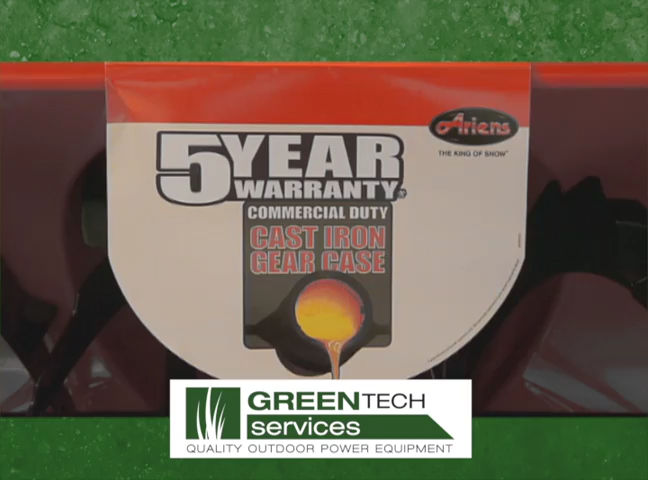 Ariens
THE KING OF SNOW™
5 YEAR
WARRANTY
COMMERCIAL DUTY
CAST IRON
GEAR CASE
GREENTECH
services
QUALITY OUTDOOR POWER EQUIPMENT